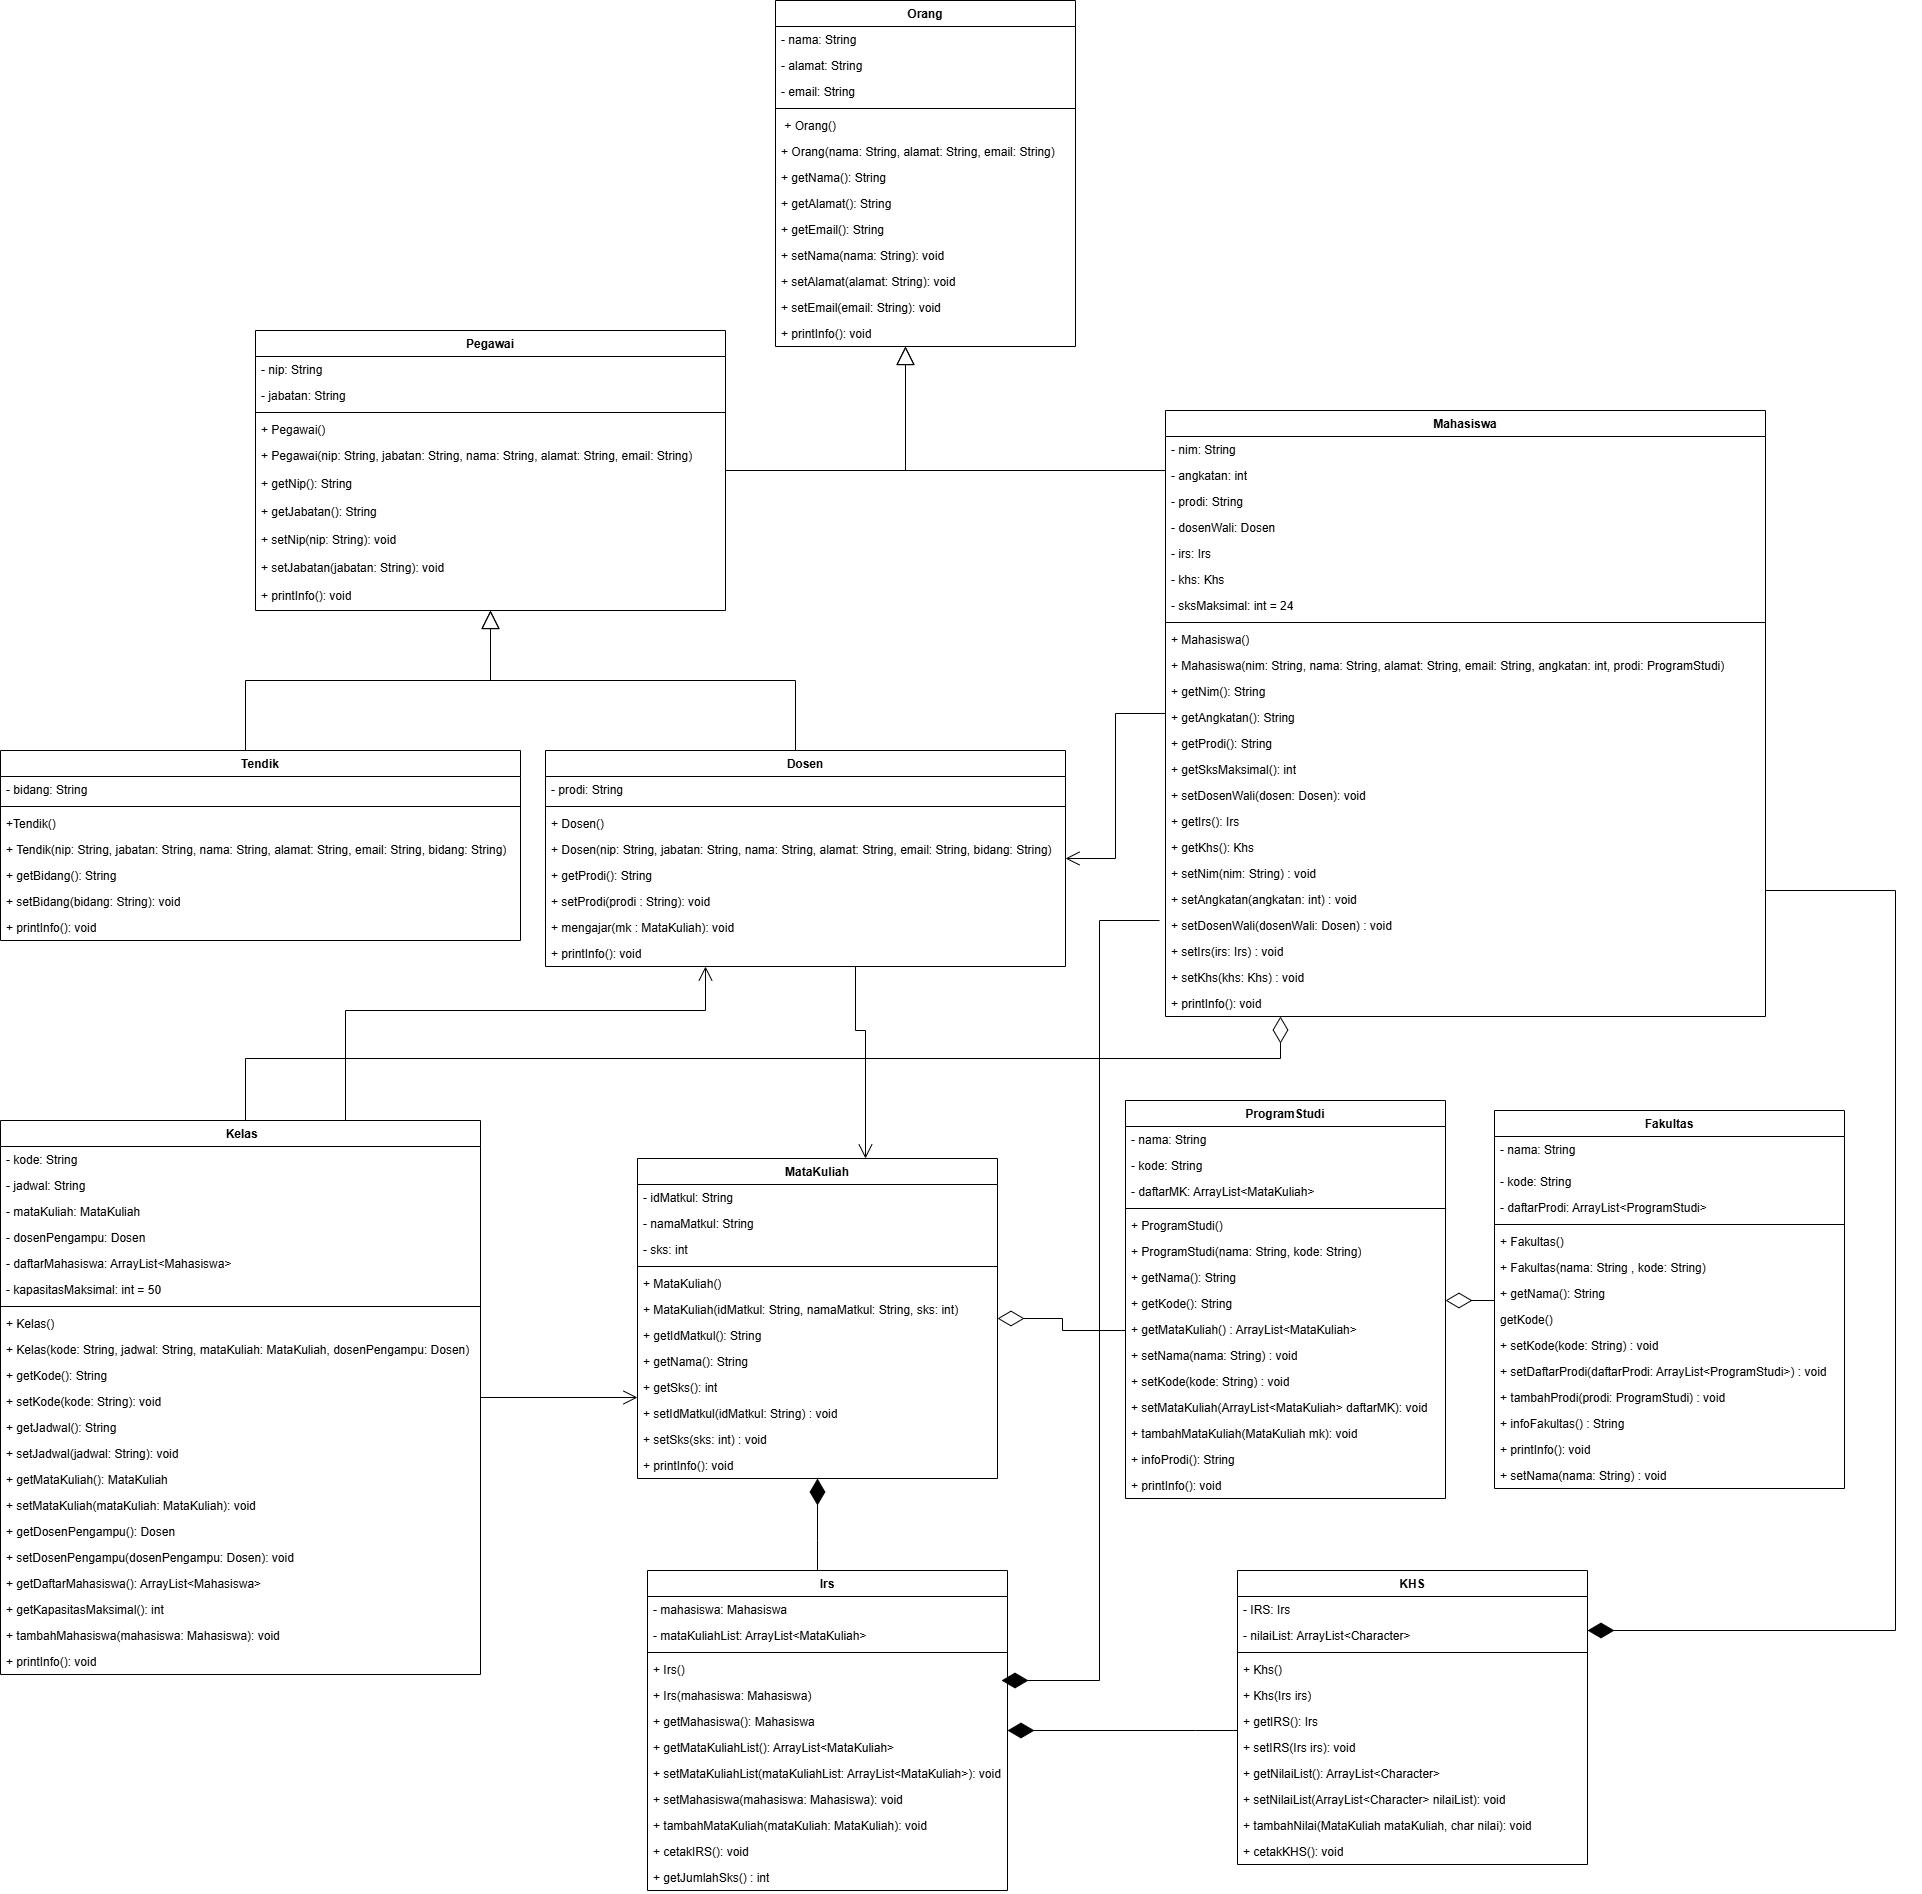 Orang
- nama: String
- alamat: String
- email: String
+ Orang()
+ Orang(nama: String, alamat: String, email: String)
+ getNama(): String
+ getAlamat(): String
+ getEmail(): String
+ setNama(nama: String): void
+ setAlamat(alamat: String): void
+ setEmail(email: String): void
+ printInfo(): void
Pegawai
- nip: String
- jabatan: String
+ Pegawai()
+ Pegawai(nip: String, jabatan: String, nama: String, alamat: String, email: String)
+ getNip(): String
+ getJabatan(): String
+ setNip(nip: String): void
+ setJabatan(jabatan: String): void
+ printInfo(): void
Mahasiswa
- nim: String
- angkatan: int
- prodi: String
- dosenWali: Dosen
- irs: Irs
- khs: Khs
- sksMaksimal: int = 24
+ Mahasiswa()
+ Mahasiswa(nim: String, nama: String, alamat: String, email: String, angkatan: int, prodi: ProgramStudi)
+ getNim(): String
+ getAngkatan(): String
+ getProdi(): String
+ getSksMaksimal(): int
+ setDosenWali(dosen: Dosen): void
+ getIrs(): Irs
+ getKhs(): Khs
+ setNim(nim: String) : void
+ setAngkatan(angkatan: int) : void
+ setDosenWali(dosenWali: Dosen) : void
+ setIrs(irs: Irs) : void
+ setKhs(khs: Khs) : void
+ printInfo(): void
Tendik
- bidang: String
+Tendik()
+ Tendik(nip: String, jabatan: String, nama: String, alamat: String, email: String, bidang: String)
+ getBidang(): String
+ setBidang(bidang: String): void
+ printInfo(): void
Dosen
- prodi: String
+ Dosen()
+ Dosen(nip: String, jabatan: String, nama: String, alamat: String, email: String, bidang: String)
+ getProdi(): String
+ setProdi(prodi : String): void
+ mengajar(mk : MataKuliah): void
+ printInfo(): void
Kelas
- kode: String
- jadwal: String
- mataKuliah: MataKuliah
- dosenPengampu: Dosen
- daftarMahasiswa: ArrayList<Mahasiswa>
- kapasitasMaksimal: int = 50
+ Kelas()
+ Kelas(kode: String, jadwal: String, mataKuliah: MataKuliah, dosenPengampu: Dosen)
+ getKode(): String
+ setKode(kode: String): void
+ getJadwal(): String
+ setJadwal(jadwal: String): void
+ getMataKuliah(): MataKuliah
+ setMataKuliah(mataKuliah: MataKuliah): void
+ getDosenPengampu(): Dosen
+ setDosenPengampu(dosenPengampu: Dosen): void
+ getDaftarMahasiswa(): ArrayList<Mahasiswa>
+ getKapasitasMaksimal(): int
+ tambahMahasiswa(mahasiswa: Mahasiswa): void
+ printInfo(): void
MataKuliah
- idMatkul: String
- namaMatkul: String
- sks: int
+ MataKuliah()
+ MataKuliah(idMatkul: String, namaMatkul: String, sks: int)
+ getIdMatkul(): String
+ getNama(): String
+ getSks(): int
+ setIdMatkul(idMatkul: String) : void
+ setSks(sks: int) : void
+ printInfo(): void
ProgramStudi
- nama: String
- kode: String
- daftarMK: ArrayList<MataKuliah>
+ ProgramStudi()
+ ProgramStudi(nama: String, kode: String)
+ getNama(): String
+ getKode(): String
+ getMataKuliah() : ArrayList<MataKuliah>
+ setNama(nama: String) : void
+ setKode(kode: String) : void
+ setMataKuliah(ArrayList<MataKuliah> daftarMK): void
+ tambahMataKuliah(MataKuliah mk): void
+ infoProdi(): String
+ printInfo(): void
Fakultas
- nama: String
- kode: String
- daftarProdi: ArrayList<ProgramStudi>
+ Fakultas()
+ Fakultas(nama: String , kode: String)
+ getNama(): String
getKode()
+ setKode(kode: String) : void
+ setDaftarProdi(daftarProdi: ArrayList<ProgramStudi>) : void
+ tambahProdi(prodi: ProgramStudi) : void
+ infoFakultas() : String
+ printInfo(): void
+ setNama(nama: String) : void
Irs
- mahasiswa: Mahasiswa
- mataKuliahList: ArrayList<MataKuliah>
+ Irs()
+ Irs(mahasiswa: Mahasiswa)
+ getMahasiswa(): Mahasiswa
+ getMataKuliahList(): ArrayList<MataKuliah>
+ setMataKuliahList(mataKuliahList: ArrayList<MataKuliah>): void
+ setMahasiswa(mahasiswa: Mahasiswa): void
+ tambahMataKuliah(mataKuliah: MataKuliah): void
+ cetakIRS(): void
+ getJumlahSks() : int
KHS
- IRS: Irs
- nilaiList: ArrayList<Character>
+ Khs()
+ Khs(Irs irs)
+ getIRS(): Irs
+ setIRS(Irs irs): void
+ getNilaiList(): ArrayList<Character>
+ setNilaiList(ArrayList<Character> nilaiList): void
+ tambahNilai(MataKuliah mataKuliah, char nilai): void
+ cetakKHS(): void